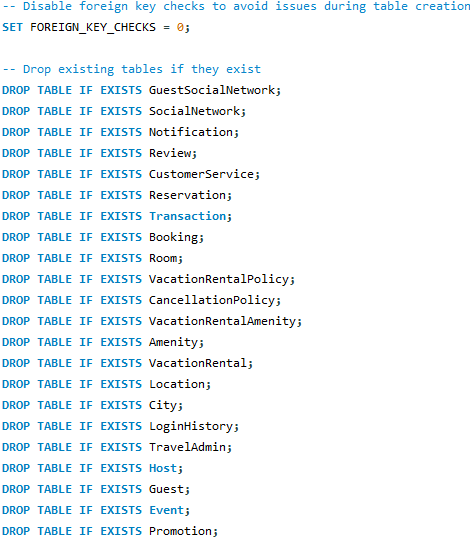 -- Disable foreign key checks to avoid issues during table creation
SET FOREIGN_KEY_CHECKS = 0;
-- Drop existing tables if they exist
DROP TABLE IF EXISTS GuestSocialNetwork;
DROP TABLE IF EXISTS SocialNetwork;
DROP TABLE IF EXISTS Notification;
DROP TABLE IF EXISTS Review;
DROP TABLE IF EXISTS CustomerService;
DROP TABLE IF EXISTS Reservation;
DROP TABLE IF EXISTS Transaction;
DROP TABLE IF EXISTS Booking;
DROP TABLE IF EXISTS Room;
DROP TABLE IF EXISTS VacationRentalPolicy;
DROP TABLE IF EXISTS CancellationPolicy;
DROP TABLE IF EXISTS VacationRentalAmenity;
DROP TABLE IF EXISTS Amenity;
DROP TABLE IF EXISTS VacationRental;
DROP TABLE IF EXISTS Location;
DROP TABLE IF EXISTS City;
DROP TABLE IF EXISTS LoginHistory;
DROP TABLE IF EXISTS TravelAdmin;
DROP TABLE IF EXISTS Host;
DROP TABLE IF EXISTS Guest;
DROP TABLE IF EXISTS Event;
DROP TABLE IF EXISTS Promotion;